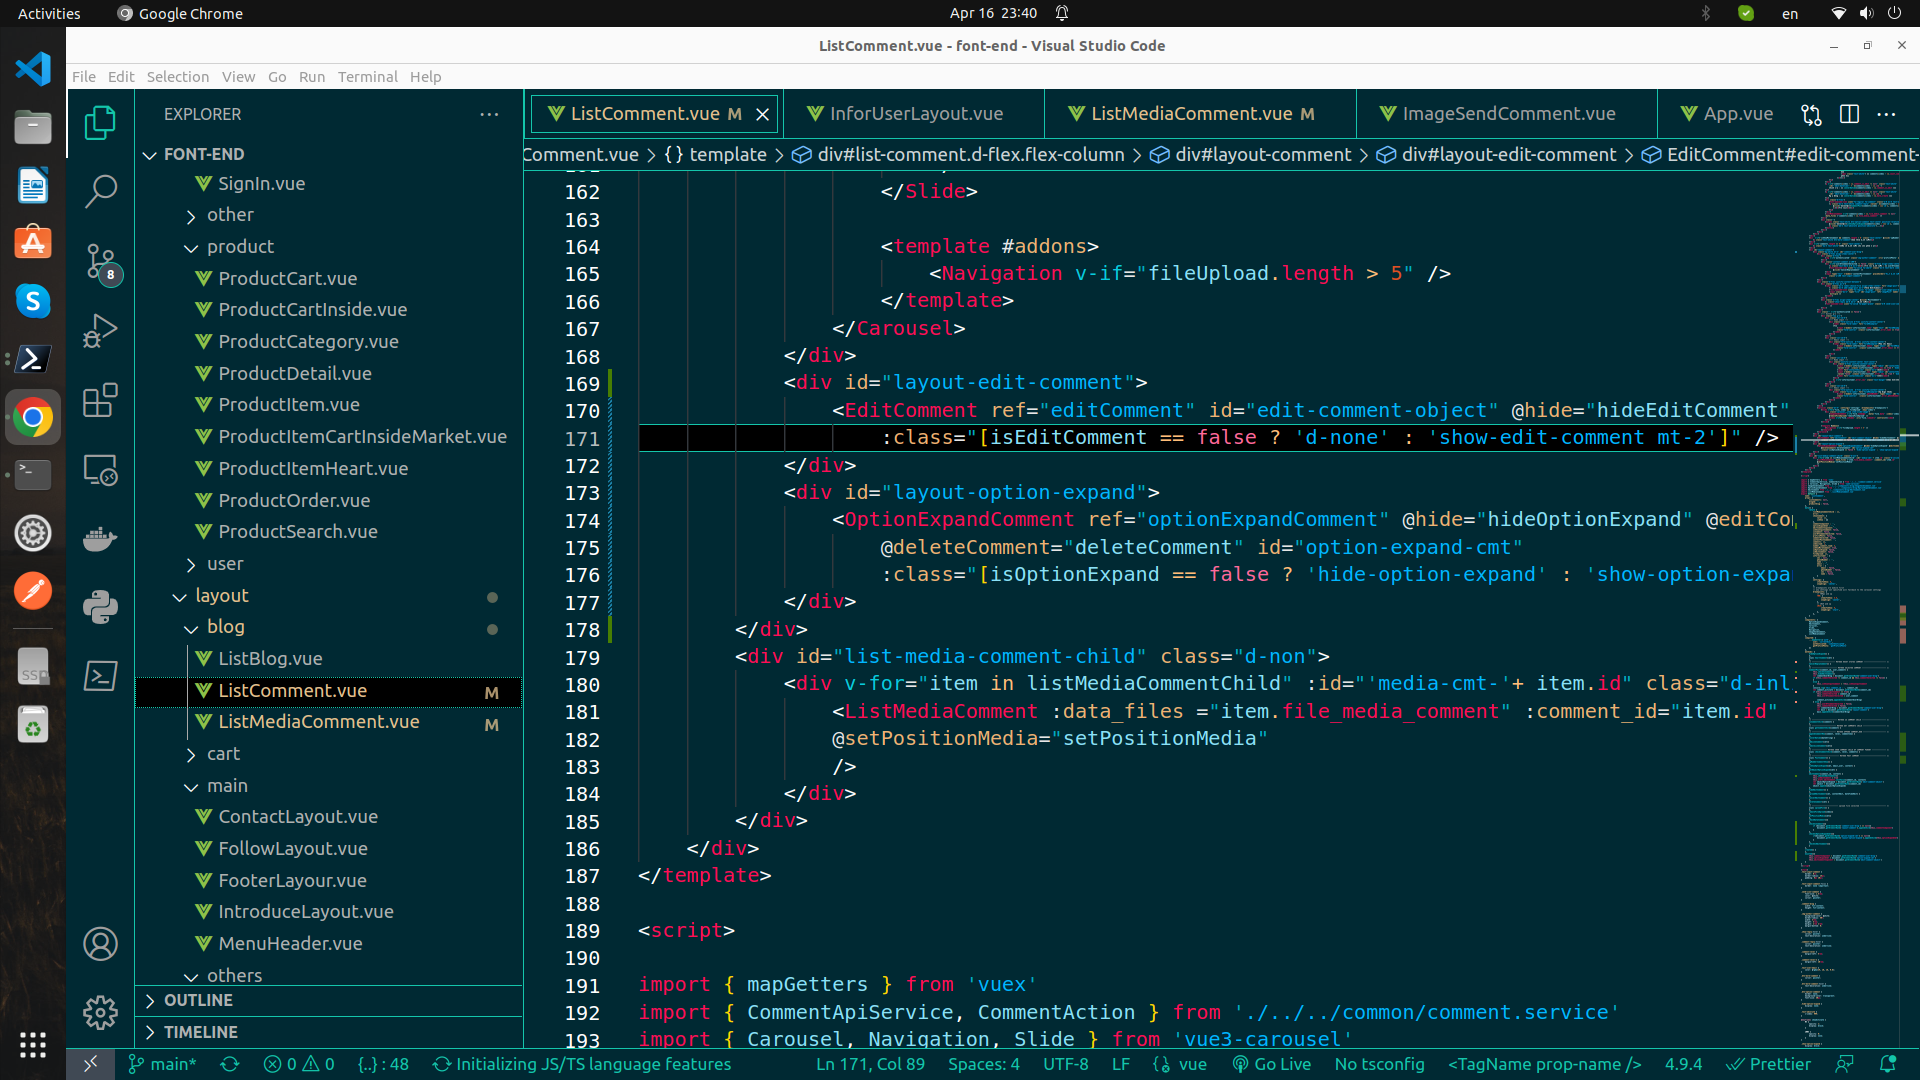 Activities
Google Chrome
Apr 16 23:40
en
ListComment.vue - font-end - Visual Studio Code
File Edit Selection View Go Run Terminal Help
EXPLORER
ListComment.vue M
InforUserLayout.vue
ListMediaComment.vue M
ImageSendComment.vue
App.vue
Comment.vue > {} template > div#list-comment.d-flex.flex-column > div#layout-comment > div#layout-edit-comment > EditComment#edit-comment-
FONT-END
SignIn.vue
other
product
ProductCart.vue
ProductCartInside.vue
ProductCategory.vue
ProductDetail.vue
ProductItem.vue
ProductItemCartInsideMarket.vue
ProductItemHeart.vue
ProductOrder.vue
ProductSearch.vue
user
layout
blog
ListBlog.vue
ListComment.vue M
ListMediaComment.vue M
cart
main
ContactLayout.vue
FollowLayout.vue
FooterLayour.vue
IntroduceLayout.vue
MenuHeader.vue
others
OUTLINE
TIMELINE
8
162 </Slide>
163
164 <template #addons>
165 <Navigation v-if="fileUpload.length > 5" />
166 </template>
167 </Carousel>
168 </div>
169 <div id="layout-edit-comment">
170 <EditComment ref="editComment" id="edit-comment-object" @hide="hideEditComment"
171 :class="[isEditComment == false ? 'd-none' : 'show-edit-comment mt-2']" />
172 </div>
173 <div id="layout-option-expand">
174 <OptionExpandComment ref="optionExpandComment" @hide="hideOptionExpand" @editCo
175 @deleteComment="deleteComment" id="option-expand-cmt"
176 :class="[isOptionExpand == false ? 'hide-option-expand' : 'show-option-expa
177 </div>
178 </div>
179 <div id="list-media-comment-child" class="d-non">
180 <div v-for="item in listMediaCommentChild" :id="'media-cmt-'+ item.id" class="d-inl
181 <ListMediaComment :data_files ="item.file_media_comment" :comment_id="item.id"
182 @setPositionMedia="setPositionMedia"
183 />
184 </div>
185 </div>
186 </div>
187 </template>
188
189 <script>
190
191 import { mapGetters } from 'vuex'
192 import { CommentApiService, CommentAction } from './../../common/comment.service'
193 import { Carousel, Navigation, Slide } from 'vue3-carousel'
main* 0 0 {..} : 48 Initializing JS/TS language features Ln 171, Col 89 Spaces: 4 UTF-8 LF vue Go Live No tsconfig <TagName prop-name /> 4.9.4 Prettier